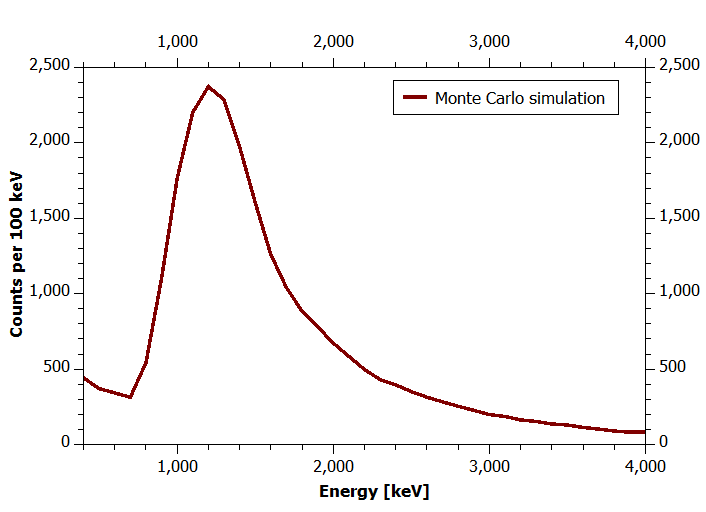 1,000 2,000 3,000 4,000
2,500 2,500
Monte Carlo simulation
2,000 2,000
1,500 1,500
1,000 1,000
500 500
0 0
Counts per 100 keV
1,000 2,000 3,000 4,000
Energy [keV]